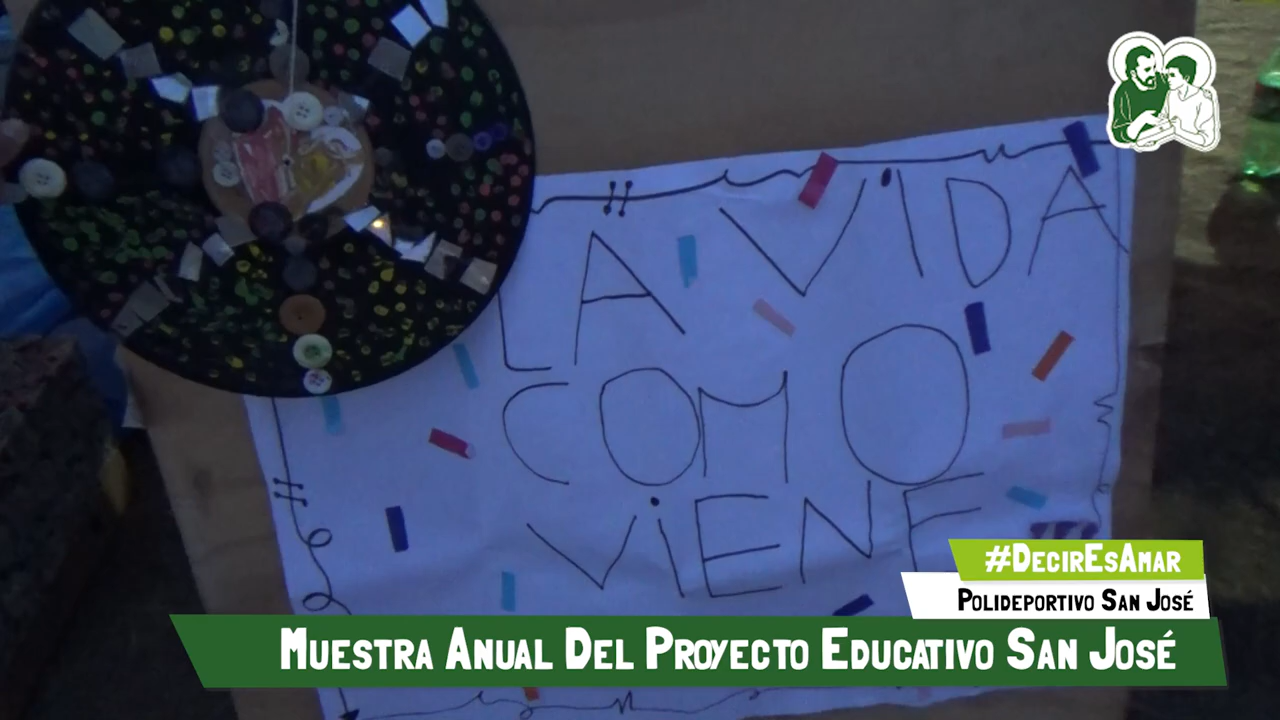 LA ViDA
COMO
ViENE
#DecirEsAmar
Polideportivo San José
Muestra Anual Del Proyecto Educativo San José